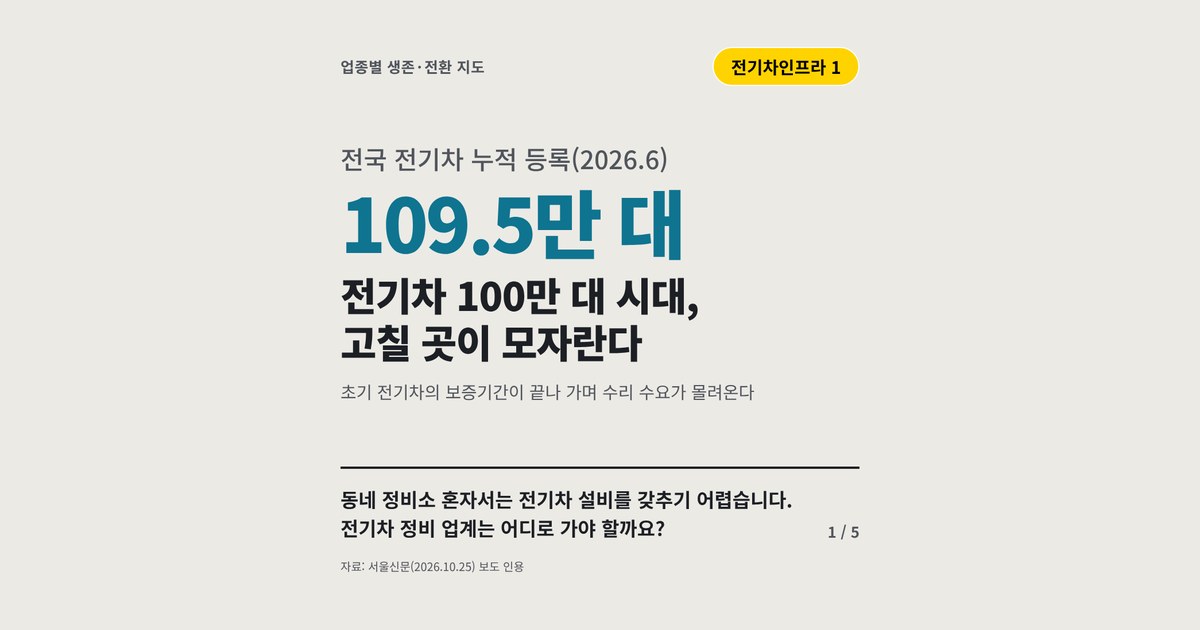 업종별 생존·전환 지도
전기차인프라 1
전국 전기차 누적 등록(2026.6)
109.5만 대
전기차 100만 대 시대,
고칠 곳이 모자란다
초기 전기차의 보증기간이 끝나 가며 수리 수요가 몰려온다
동네 정비소 혼자서는 전기차 설비를 갖추기 어렵습니다.
전기차 정비 업계는 어디로 가야 할까요?
1 / 5
자료: 서울신문(2026.10.25) 보도 인용